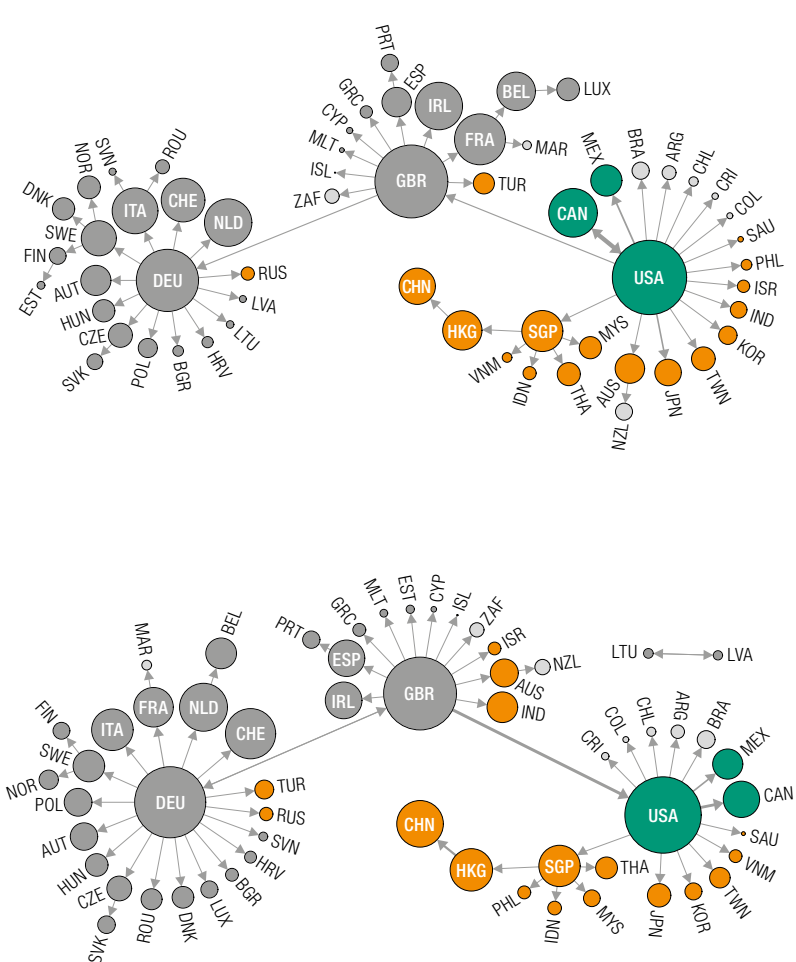 PRT
ESP
GRC
IRL
BEL
LUX
CYP
FRA
MAR
MLT
ISL
GBR
TUR
ZAF
SVN
ROU
NOR
CHE
ITA
NLD
DNK
SWE
FIN
DEU
RUS
EST
AUT
LVA
HUN
CZE
LTU
SVK
POL
BGR
HRV
MEX
BRA
ARG
CHL
CRI
CAN
COL
SAU
USA
PHL
ISR
IND
KOR
TWN
JPN
AUS
NZL
CHN
HKG
SGP
MYS
VNM
IDN
THA
PRT
GRC
MLT
EST
CYP
ISL
ZAF
ISR
ESP
NZL
AUS
IRL
GBR
IND
LTU
LVA
MAR
BEL
FRA
NLD
ITA
CHE
FIN
SWE
NOR
POL
DEU
TUR
RUS
AUT
SVN
HUN
HRV
CZE
BGR
SVK
ROU
DNK
LUX
CRI
COL
CHL
ARG
BRA
MEX
CAN
USA
SAU
VNM
TWN
KOR
JPN
CHN
HKG
SGP
THA
PHL
IDN
MYS